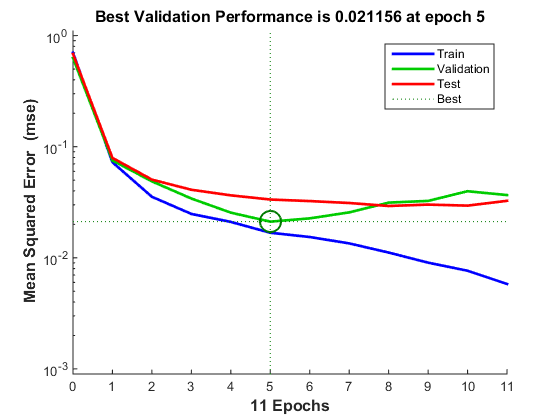 Best Validation Performance is 0.021156 at epoch 5
Mean Squared Error (mse)
10^0
10^-1
10^-2
10^-3
Train
Validation
Test
Best
0 1 2 3 4 5 6 7 8 9 10 11
11 Epochs